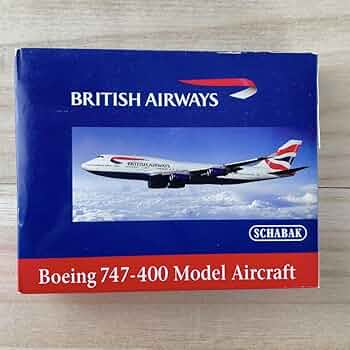 BRITISH AIRWAYS
BRITISH AIRWAYS
SCHABAK
Boeing 747-400 Model Aircraft